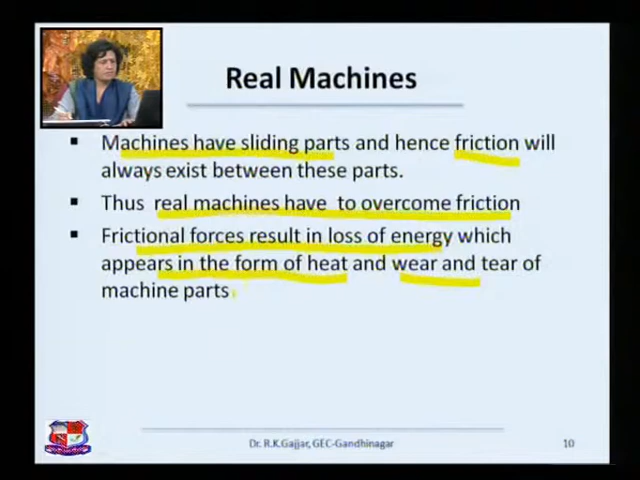 Real Machines
Machines have sliding parts and hence friction will
always exist between these parts.
Thus real machines have to overcome friction
Frictional forces result in loss of energy which
appears in the form of heat and wear and tear of
machine parts
Dr. R.K.Gajjar, GEC-Gandhinagar
10